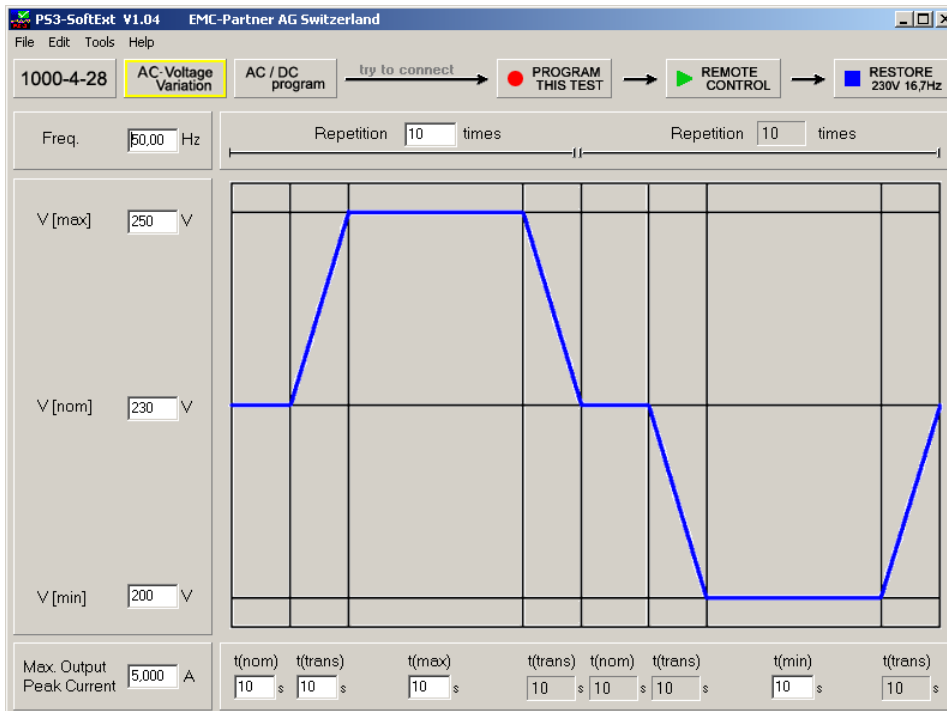 PS3-SoftExt V1.04 EMC-Partner AG Switzerland
File Edit Tools Help
1000-4-28
AC-Voltage
Variation
AC / DC
program
try to connect
PROGRAM
THIS TEST
REMOTE
CONTROL
RESTORE
230V 16,7Hz
Freq. 50,00 Hz
Repetition 10 times
Repetition 10 times
V [max] 250 V
V [nom] 230 V
V [min] 200 V
Max. Output
Peak Current 5,000 A
t(nom) t(trans) t(max) t(trans) t(nom) t(trans) t(min) t(trans)
10 s 10 s 10 s 10 s 10 s 10 s 10 s 10 s